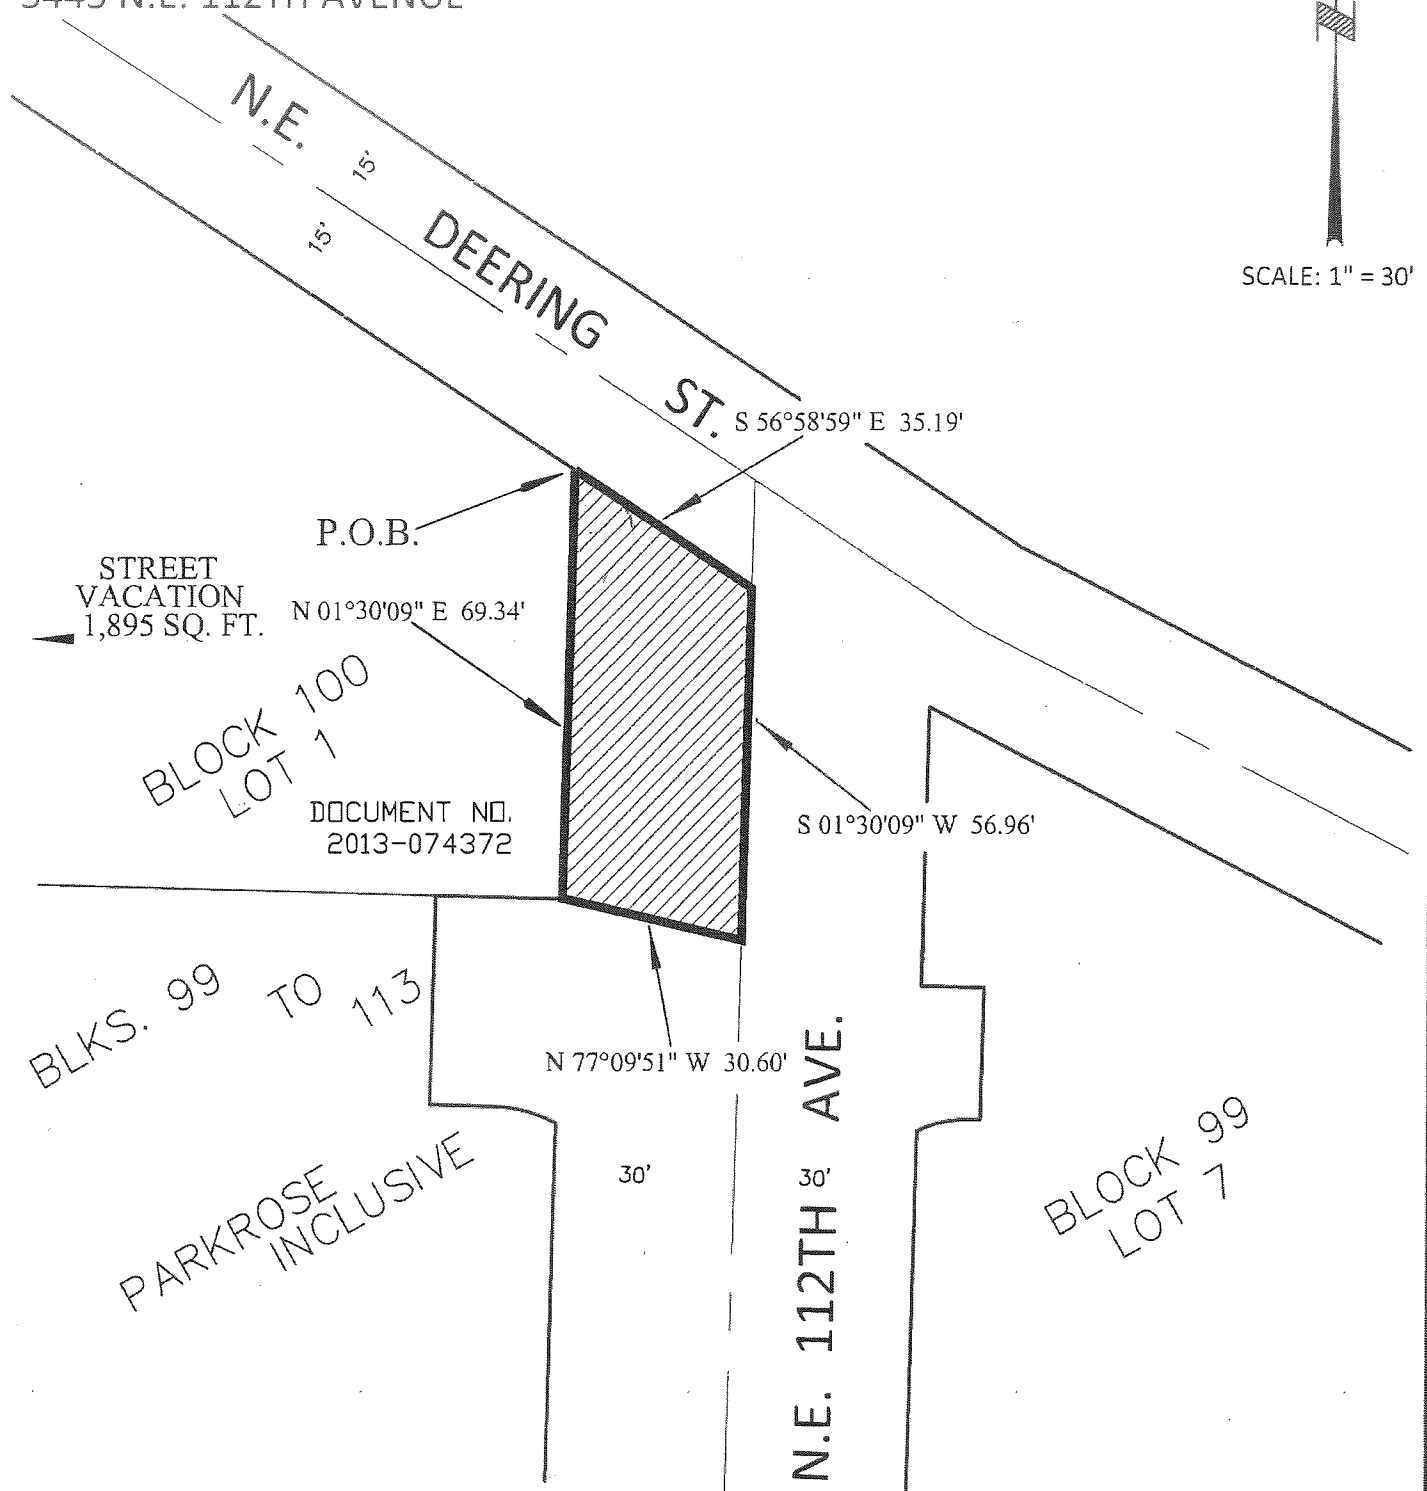 N.E. 112TH AVENUE
SCALE: 1" = 30'
N.E. DEERING ST.
15'
15'
S 56°58'59" E 35.19'
P.O.B.
STREET
VACATION
1,895 SQ. FT.
N 01°30'09" E 69.34'
BLOCK 100
LOT 1
DOCUMENT NO.
2013-074372
S 01°30'09" W 56.96'
BLKS. 99 TO 113
N 77°09'51" W 30.60'
PARKROSE
INCLUSIVE
30'
30'
N.E. 112TH AVE.
BLOCK 99
LOT 7